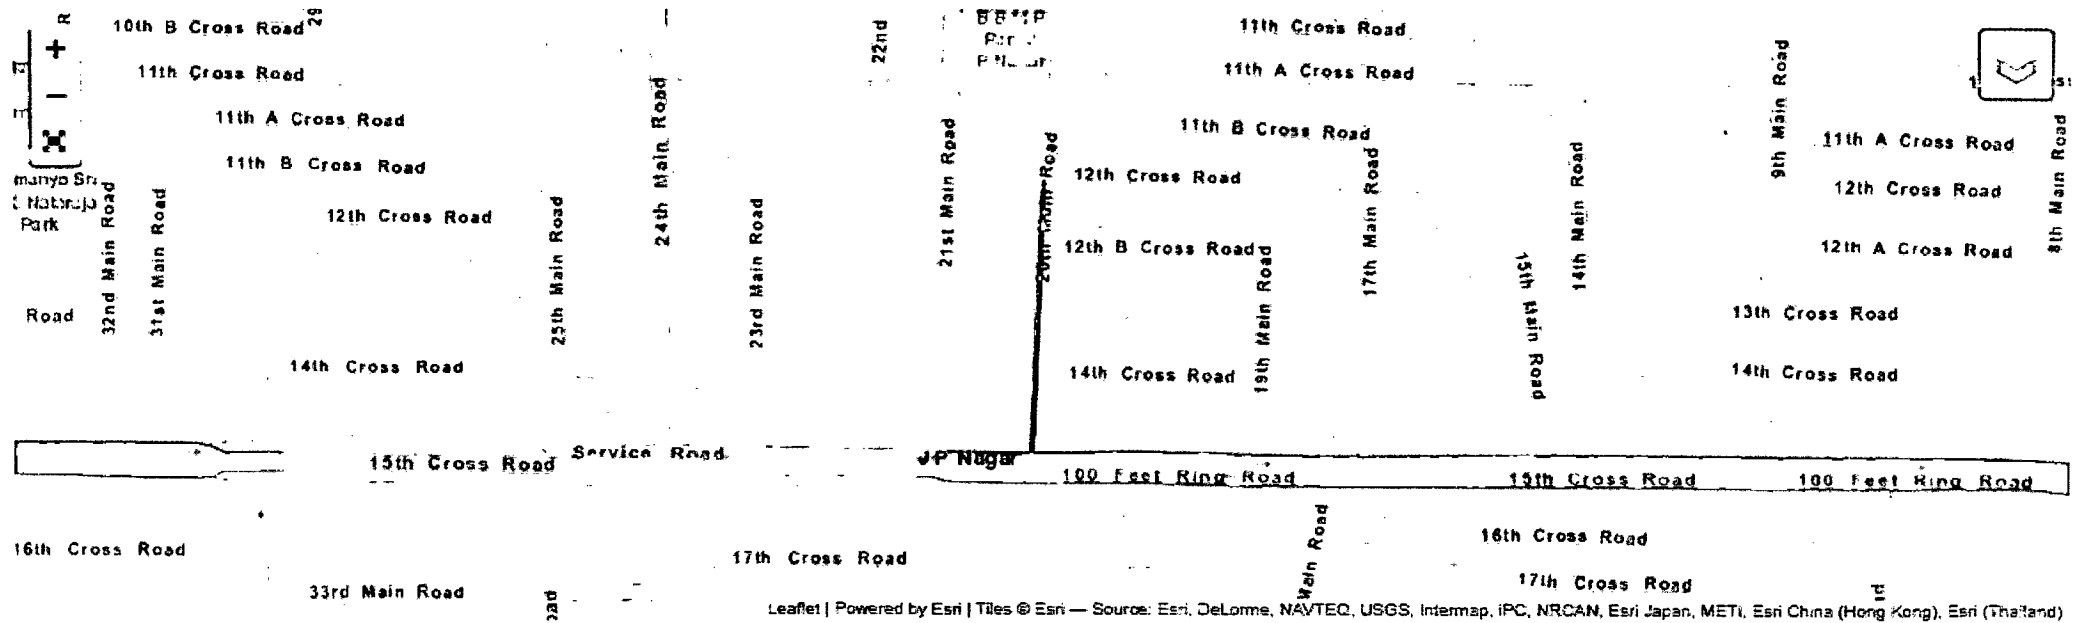 10th B Cross Road
22nd
11th Cross Road
11th Cross Road
11th A Cross Road
9th Main Road
+
−
11th A Cross Road
24th Main Road
11th B Cross Road
11th A Cross Road
11th B Cross Road
21st Main Road
20th Main Road
12th Cross Road
17th Main Road
14th Main Road
12th Cross Road
8th Main Road
Park
32nd Main Road
31st Main Road
12th Cross Road
25th Main Road
23rd Main Road
12th B Cross Road
12th A Cross Road
Road
19th Main Road
15th Main Road
13th Cross Road
14th Cross Road
14th Cross Road
14th Cross Road
15th Cross Road
Service Road
J P Nagar
100 Feet Ring Road
15th Cross Road
100 Feet Ring Road
16th Cross Road
17th Cross Road
Main Road
16th Cross Road
33rd Main Road
17th Cross Road
Leaflet | Powered by Esri | Tiles © Esri — Source: Esri, DeLorme, NAVTEQ, USGS, Intermap, iPC, NRCAN, Esri Japan, METI, Esri China (Hong Kong), Esri (Thailand)